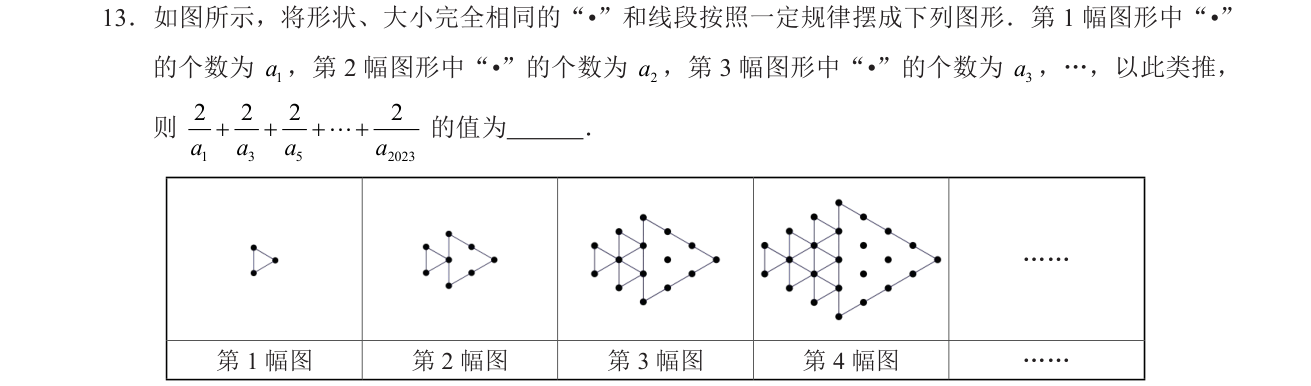 13．如图所示，将形状、大小完全相同的“•”和线段按照一定规律摆成下列图形．第 1 幅图形中“•”
的个数为 a₁，第 2 幅图形中“•”的个数为 a₂，第 3 幅图形中“•”的个数为 a₃，…，以此类推，
则 2/a₁ + 2/a₃ + 2/a₅ + … + 2/a₂₀₂₃ 的值为______．
……
第 1 幅图 第 2 幅图 第 3 幅图 第 4 幅图 ……